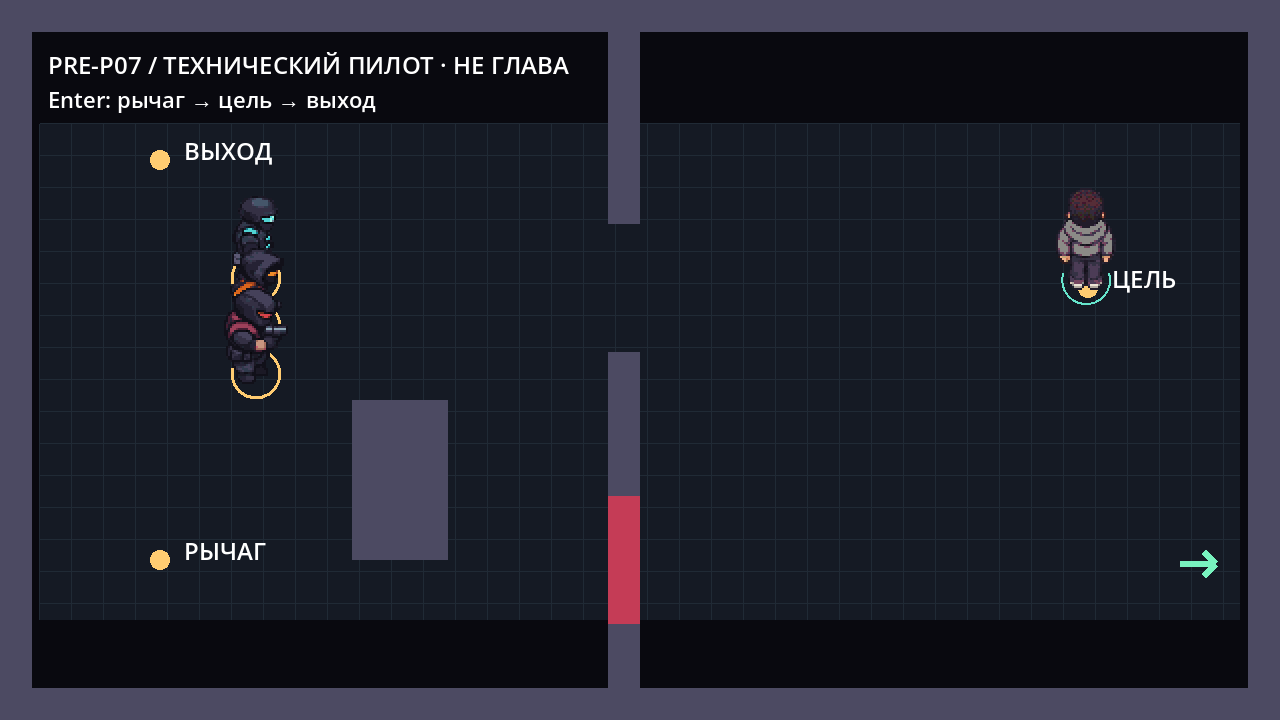 PRE-P07 / ТЕХНИЧЕСКИЙ ПИЛОТ · НЕ ГЛАВА
Enter: рычаг → цель → выход
ВЫХОД
ЦЕЛЬ
РЫЧАГ